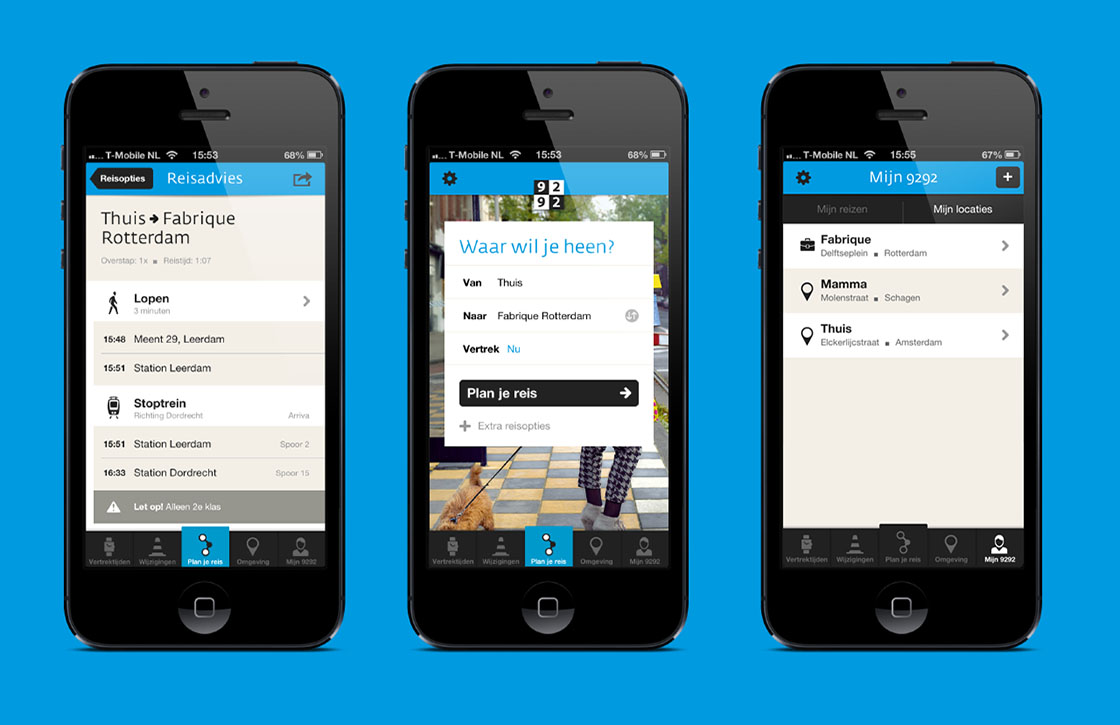 ...T-Mobile NL 15:53 68%
Reisopties Reisadvies
Thuis → Fabrique
Rotterdam
Overstap: 1x ▪ Reistijd: 1:07
Lopen
3 minuten
15:48 Meent 29, Leerdam
15:51 Station Leerdam
Stoptrein
Richting Dordrecht Arriva
15:51 Station Leerdam Spoor 2
16:33 Station Dordrecht Spoor 15
Let op! Alleen 2e klas
Vertrektijden Wijzigingen Plan je reis Omgeving Mijn 9292
...T-Mobile NL 15:53 68%
92
92
Waar wil je heen?
Van Thuis
Naar Fabrique Rotterdam
Vertrek Nu
Plan je reis →
+ Extra reisopties
Vertrektijden Wijzigingen Plan je reis Omgeving Mijn 9292
...T-Mobile NL 15:55 67%
Mijn 9292 +
Mijn reizen Mijn locaties
Fabrique
Delftseplein ▪ Rotterdam
Mamma
Molenstraat ▪ Schagen
Thuis
Elckerlijcstraat ▪ Amsterdam
Vertrektijden Wijzigingen Plan je reis Omgeving Mijn 9292